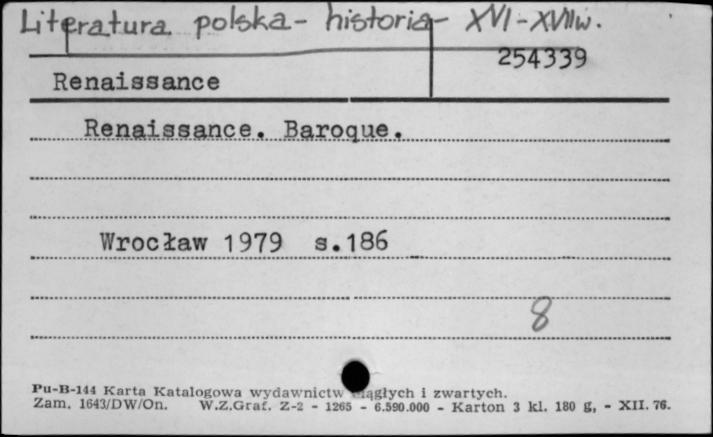 Literatura polska - historia - XVI-XVIIw.
254339
Renaissance
Renaissance. Baroque.
Wrocław 1979 s.186
8
Pu-B-144 Karta Katalogowa wydawnictw ciągłych i zwartych.
Zam. 1643/DW/On. W.Z.Graf. Z-2 - 1265 - 6.590.000 - Karton 3 kl. 180 g, - XII. 76.